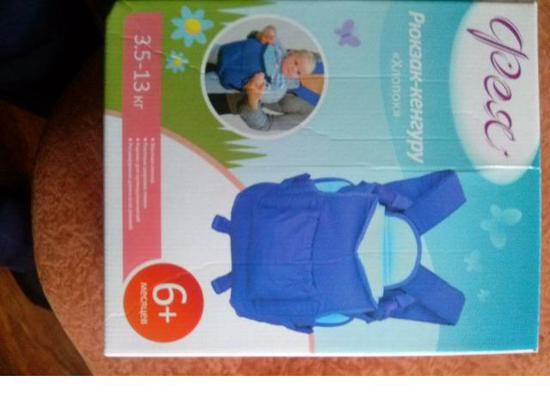 Фея
Рюкзак-кенгуру
«Хлопок»
3.5-13 кг
6+
месяцев